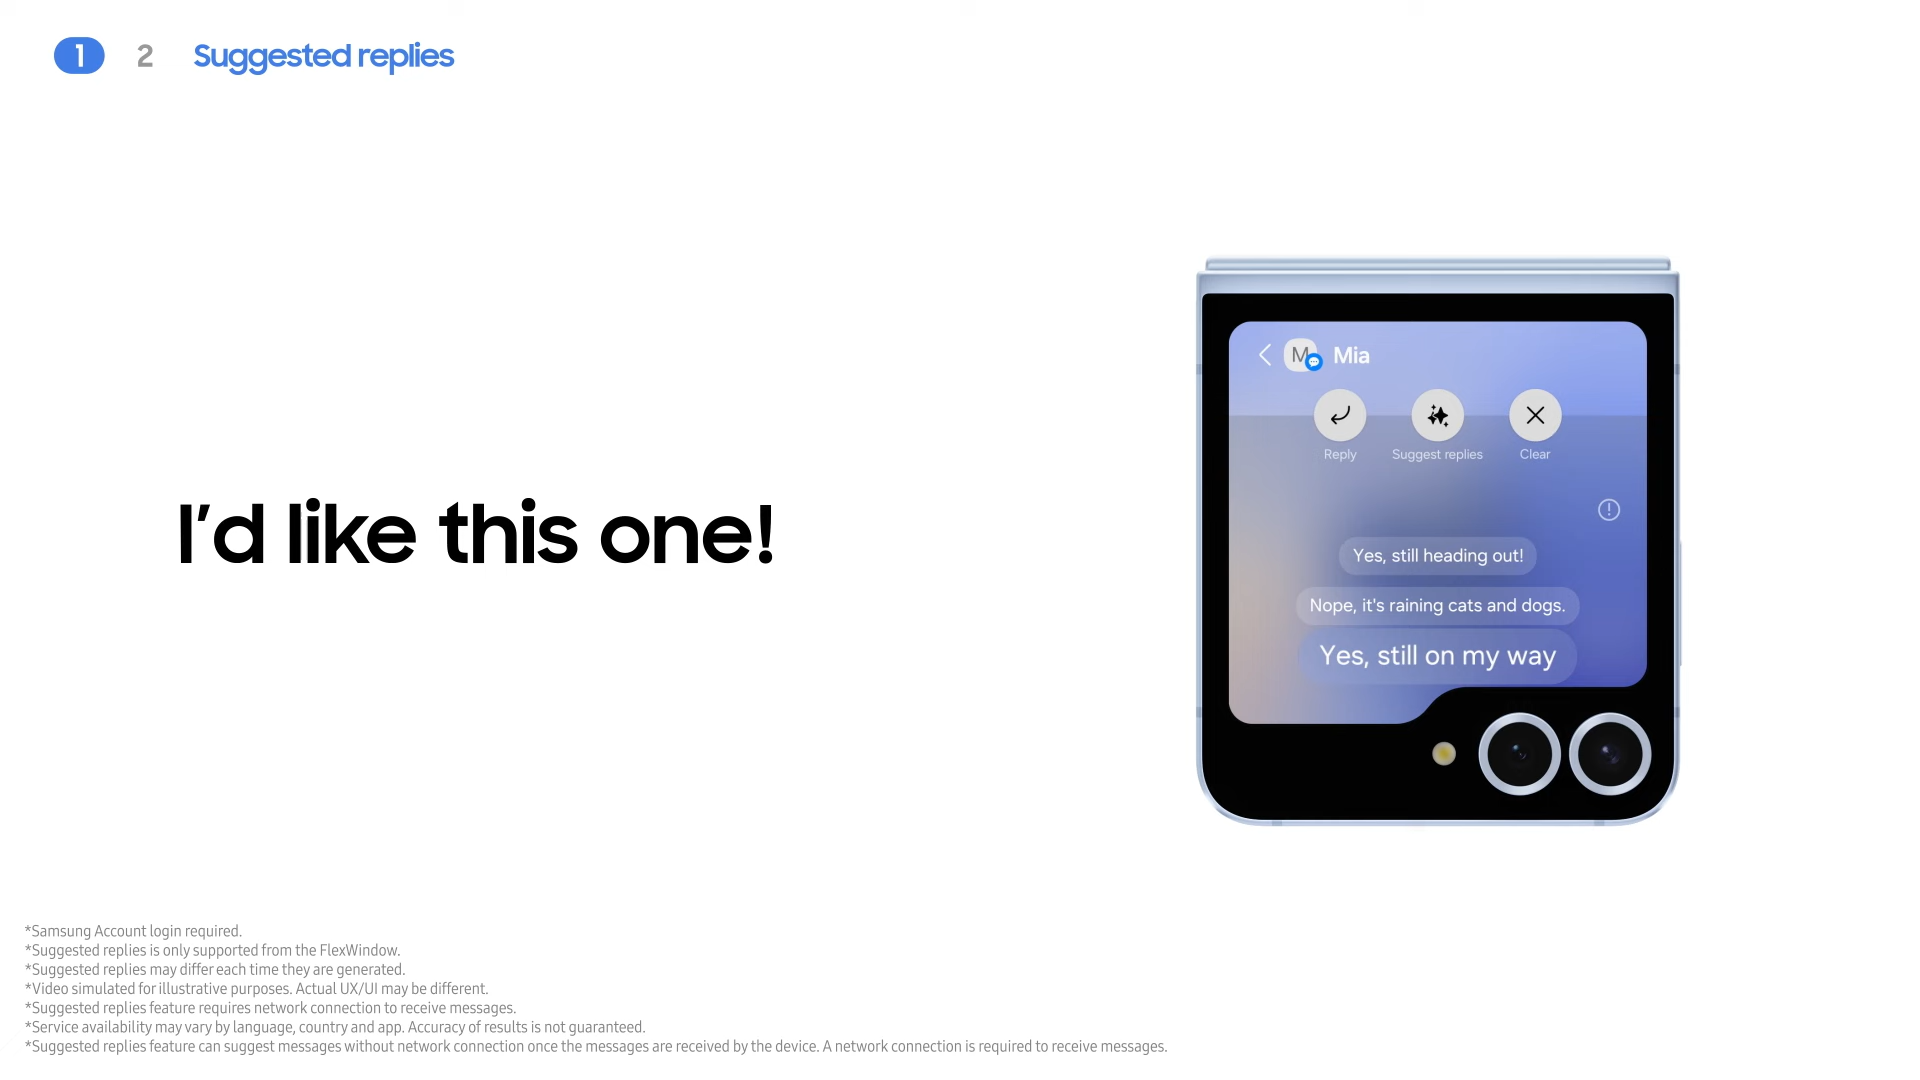 1 2 Suggested replies
I'd like this one!
M Mia
Reply Suggest replies Clear
Yes, still heading out!
Nope, it's raining cats and dogs.
Yes, still on my way
*Samsung Account login required.
*Suggested replies is only supported from the FlexWindow.
*Suggested replies may differ each time they are generated.
*Video simulated for illustrative purposes. Actual UX/UI may be different.
*Suggested replies feature requires network connection to receive messages.
*Service availability may vary by language, country and app. Accuracy of results is not guaranteed.
*Suggested replies feature can suggest messages without network connection once the messages are received by the device. A network connection is required to receive messages.